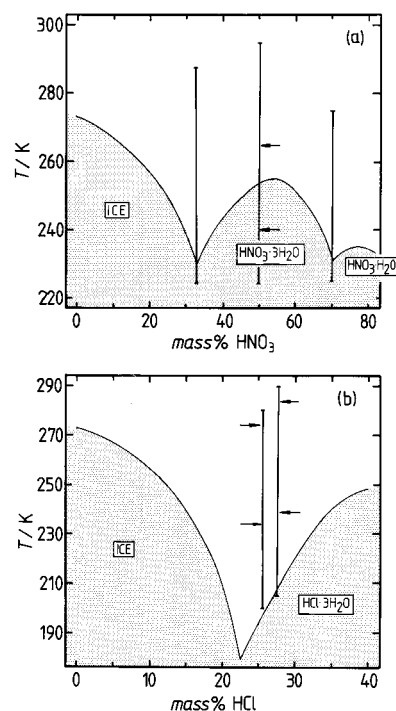 300
(a)
280
T/K
260
ICE
240
HNO3·3H2O
HNO3·H2O
220
0 20 40 60 80
mass% HNO3
290
(b)
270
250
T/K
230
ICE
210
HCl·3H2O
190
0 10 20 30 40
mass% HCl